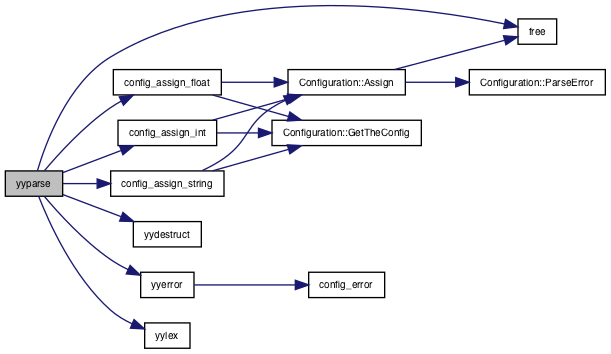 free
config_assign_float
Configuration::Assign
Configuration::ParseError
config_assign_int
Configuration::GetTheConfig
yyparse
config_assign_string
yydestruct
yyerror
config_error
yylex